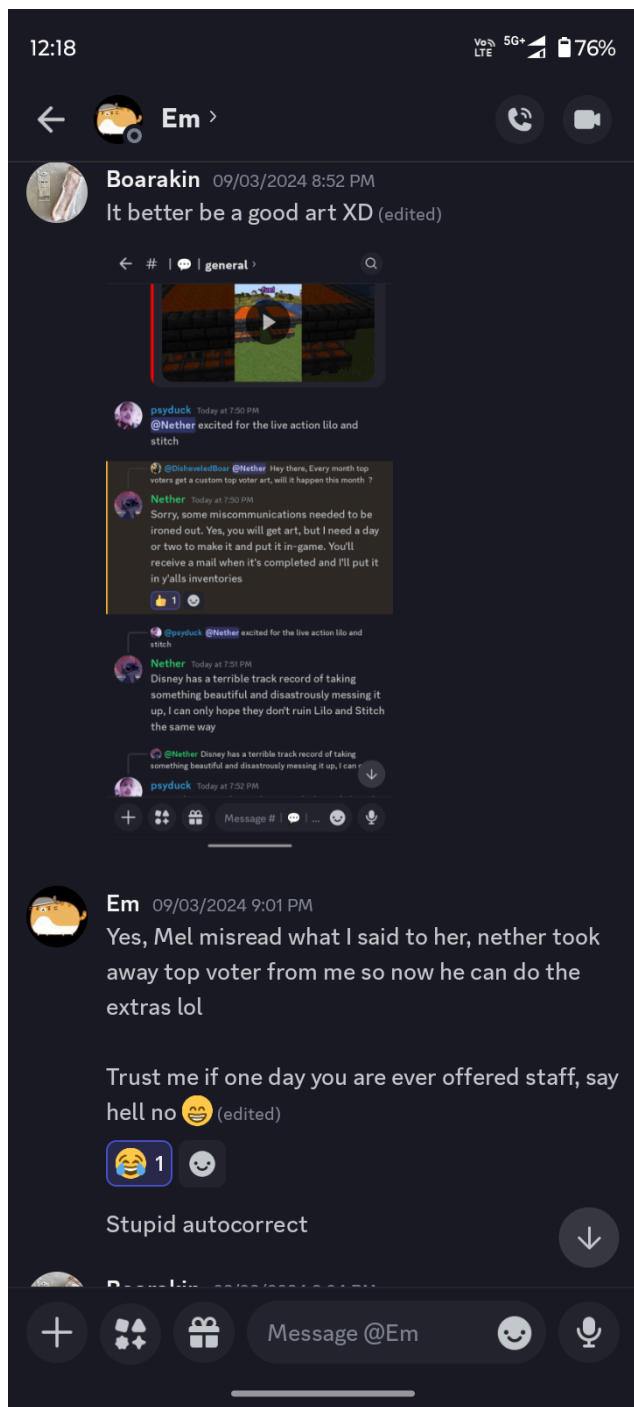 12:18
Vo LTE 5G+ 76%
Em
Boarakin 09/03/2024 8:52 PM
It better be a good art XD (edited)
# | 💬 | general
fuel
psyduck Today at 7:50 PM
@Nether excited for the live action lilo and
stitch
@DisheveledBoar @Nether Hey there, Every month top
voters get a custom top voter art, will it happen this month ?
Nether Today at 7:50 PM
Sorry, some miscommunications needed to be
ironed out. Yes, you will get art, but I need a day
or two to make it and put it in-game. You'll
receive a mail when it's completed and I'll put it
in y'alls inventories
👍 1
@psyduck @Nether excited for the live action lilo and
stitch
Nether Today at 7:51 PM
Disney has a terrible track record of taking
something beautiful and disastrously messing it
up, I can only hope they don't ruin Lilo and Stitch
the same way
@Nether Disney has a terrible track record of taking
something beautiful and disastrously messing it up, I can
psyduck Today at 7:52 PM
Message # | 💬 | ...
Em 09/03/2024 9:01 PM
Yes, Mel misread what I said to her, nether took
away top voter from me so now he can do the
extras lol
Trust me if one day you are ever offered staff, say
hell no 😁 (edited)
😂 1
Stupid autocorrect
Boarakin
Message @Em